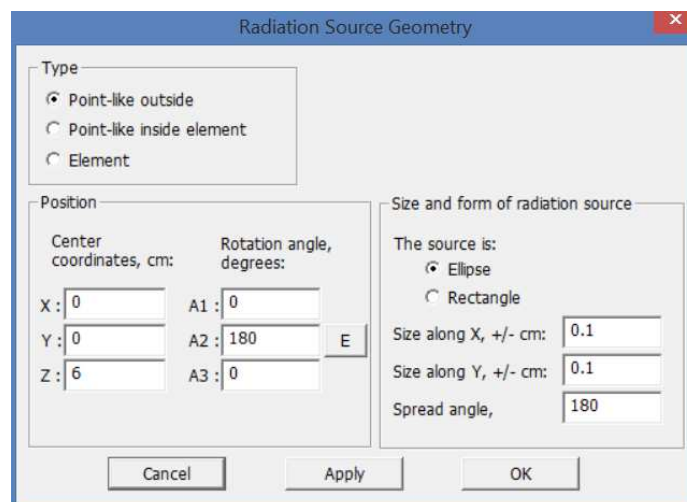 Radiation Source Geometry
x
Type
Point-like outside
Point-like inside element
Element
Position
Center
coordinates, cm:
Rotation angle,
degrees:
X : 0
A1 : 0
Y : 0
A2 : 180
E
Z : 6
A3 : 0
Size and form of radiation source
The source is:
Ellipse
Rectangle
Size along X, +/- cm: 0.1
Size along Y, +/- cm: 0.1
Spread angle, 180
Cancel
Apply
OK